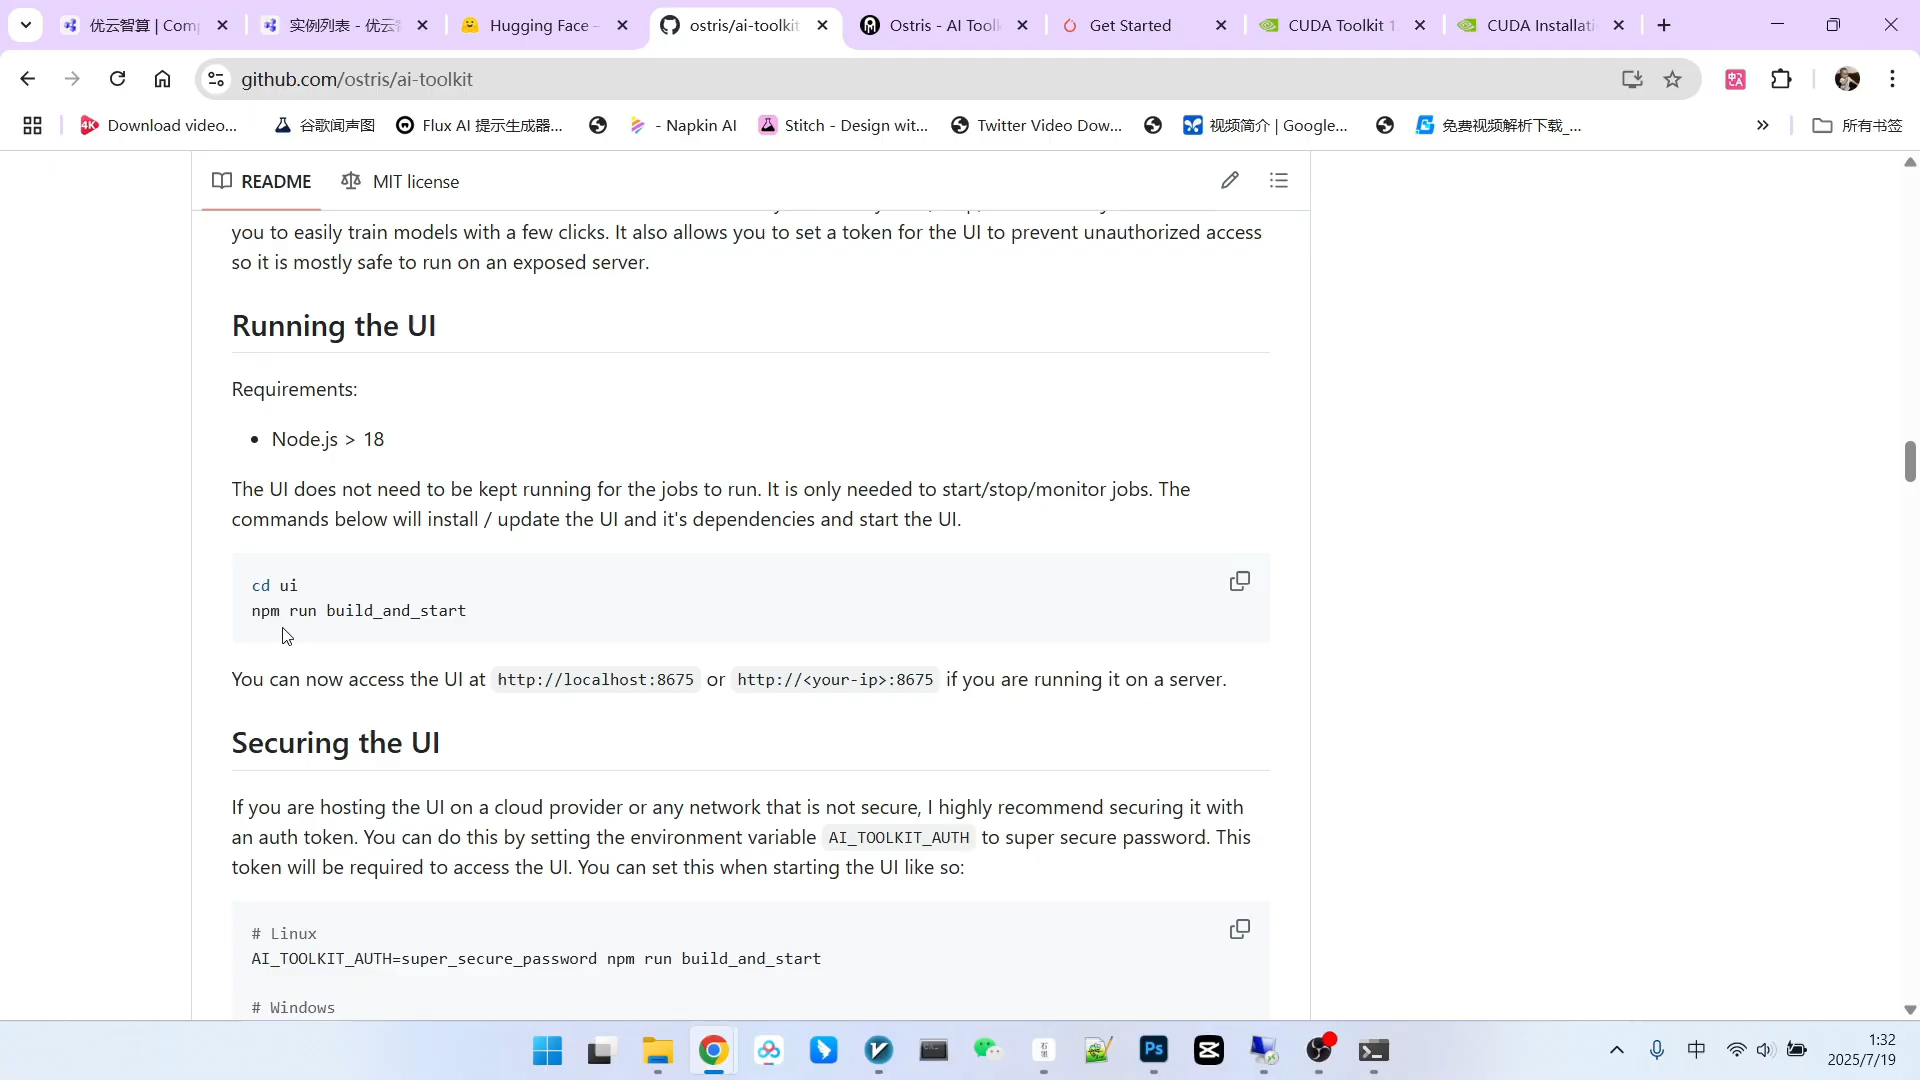 优云智算 | Comp
实例列表 - 优云智
Hugging Face –
ostris/ai-toolkit
Ostris - AI Toolk
Get Started
CUDA Toolkit 1
CUDA Installati
github.com/ostris/ai-toolkit
Download video...
谷歌闻声图
Flux AI 提示生成器...
- Napkin AI
Stitch - Design wit...
Twitter Video Dow...
视频简介 | Google...
免费视频解析下载_...
所有书签
README
MIT license
you to easily train models with a few clicks. It also allows you to set a token for the UI to prevent unauthorized access
so it is mostly safe to run on an exposed server.
Running the UI
Requirements:
Node.js > 18
The UI does not need to be kept running for the jobs to run. It is only needed to start/stop/monitor jobs. The
commands below will install / update the UI and it's dependencies and start the UI.
cd ui
npm run build_and_start
You can now access the UI at http://localhost:8675 or http://<your-ip>:8675 if you are running it on a server.
Securing the UI
If you are hosting the UI on a cloud provider or any network that is not secure, I highly recommend securing it with
an auth token. You can do this by setting the environment variable AI_TOOLKIT_AUTH to super secure password. This
token will be required to access the UI. You can set this when starting the UI like so:
# Linux
AI_TOOLKIT_AUTH=super_secure_password npm run build_and_start
# Windows
中
1:32
2025/7/19